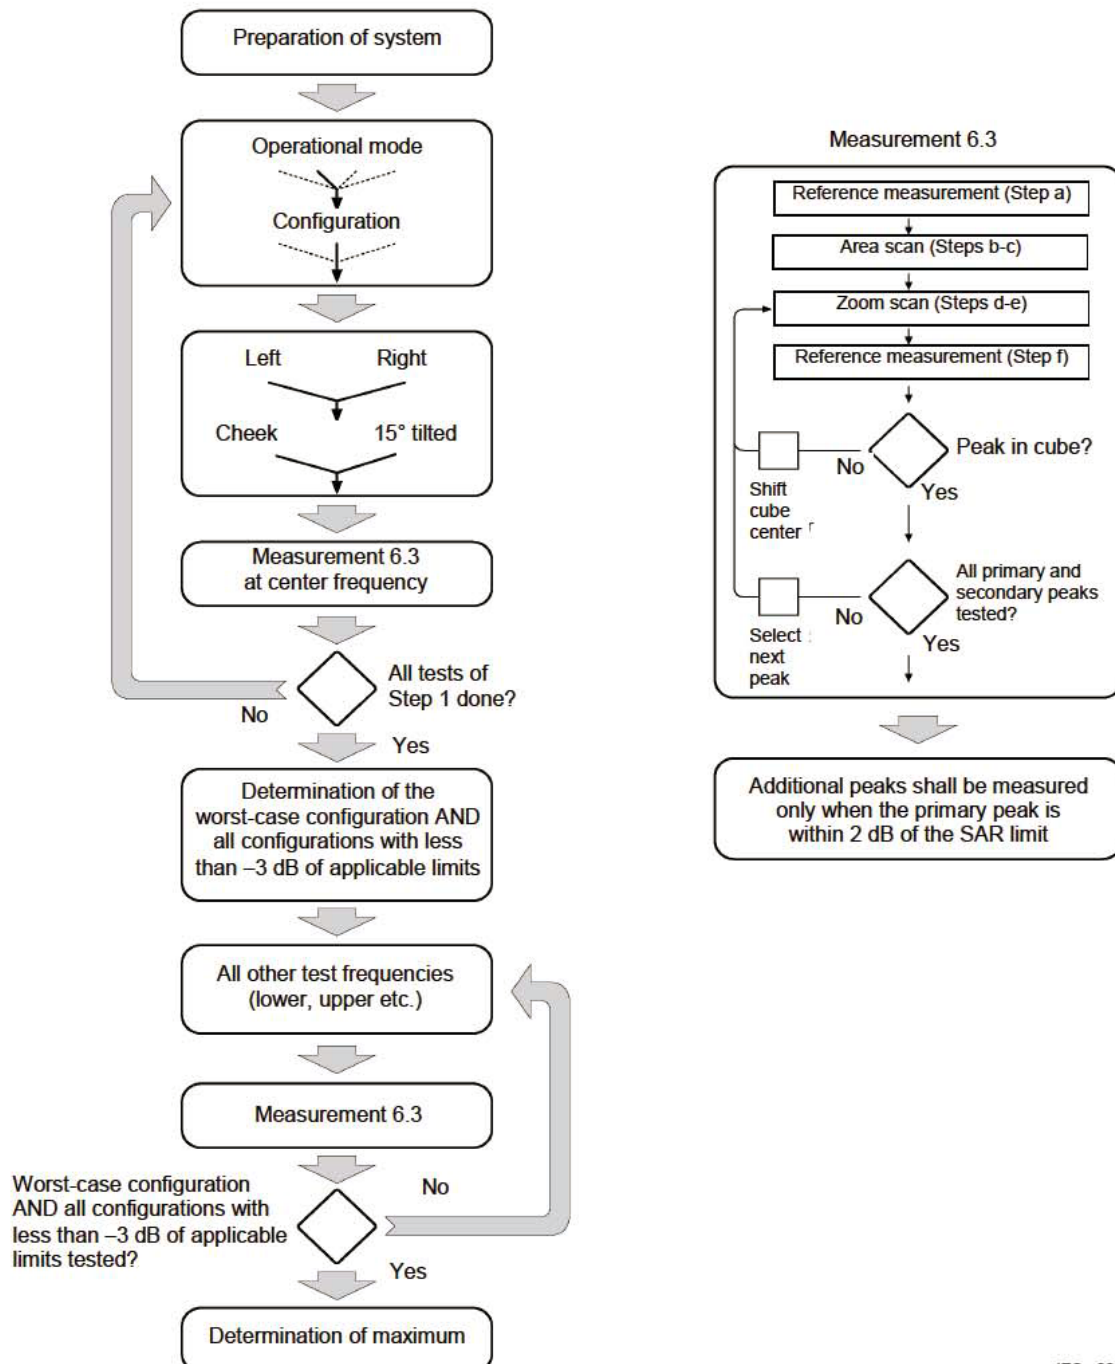 Preparation of system
Operational mode
Configuration
Left Right
Cheek 15° tilted
Measurement 6.3
at center frequency
All tests of
Step 1 done?
No
Yes
Determination of the
worst-case configuration AND
all configurations with less
than –3 dB of applicable limits
All other test frequencies
(lower, upper etc.)
Measurement 6.3
Worst-case configuration
AND all configurations with
less than –3 dB of applicable
limits tested?
No
Yes
Determination of maximum
Measurement 6.3
Reference measurement (Step a)
Area scan (Steps b-c)
Zoom scan (Steps d-e)
Reference measurement (Step f)
Peak in cube?
No
Yes
Shift
cube
center
All primary and
secondary peaks
tested?
No
Yes
Select
next
peak
Additional peaks shall be measured
only when the primary peak is
within 2 dB of the SAR limit